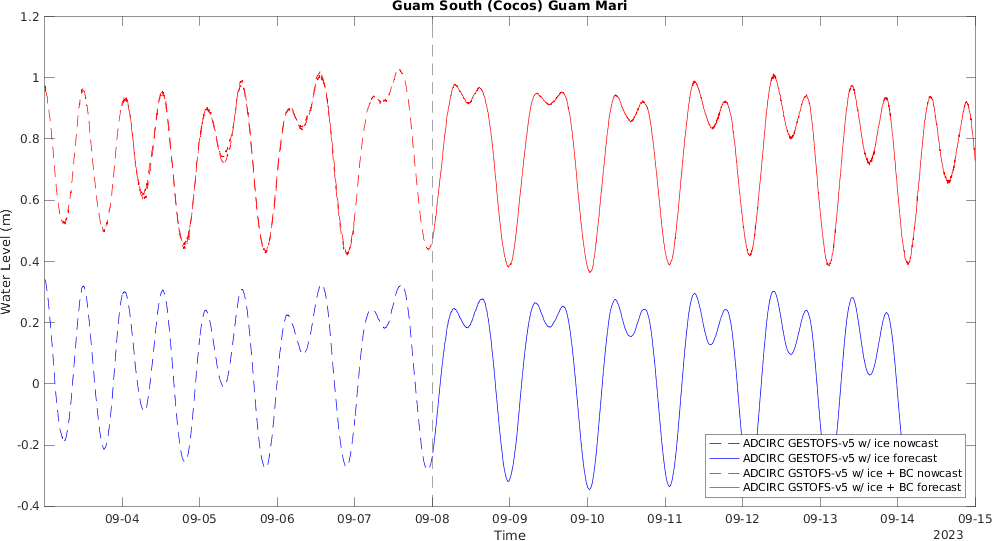 Guam South (Cocos) Guam Mari
1.2
1
0.8
0.6
0.4
0.2
0
-0.2
-0.4
Water Level (m)
ADCIRC GESTOFS-v5 w/ ice nowcast
ADCIRC GESTOFS-v5 w/ ice forecast
ADCIRC GSTOFS-v5 w/ ice + BC nowcast
ADCIRC GSTOFS-v5 w/ ice + BC forecast
09-04 09-05 09-06 09-07 09-08 09-09 09-10 09-11 09-12 09-13 09-14 09-15
Time
2023